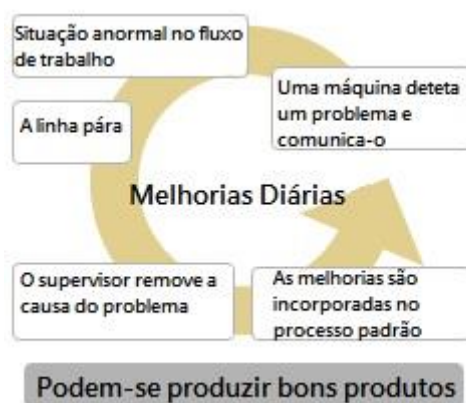 Situação anormal no fluxo
de trabalho
Uma máquina deteta
um problema e
comunica-o
A linha pára
Melhorias Diárias
O supervisor remove a
causa do problema
As melhorias são
incorporadas no
processo padrão
Podem-se produzir bons produtos